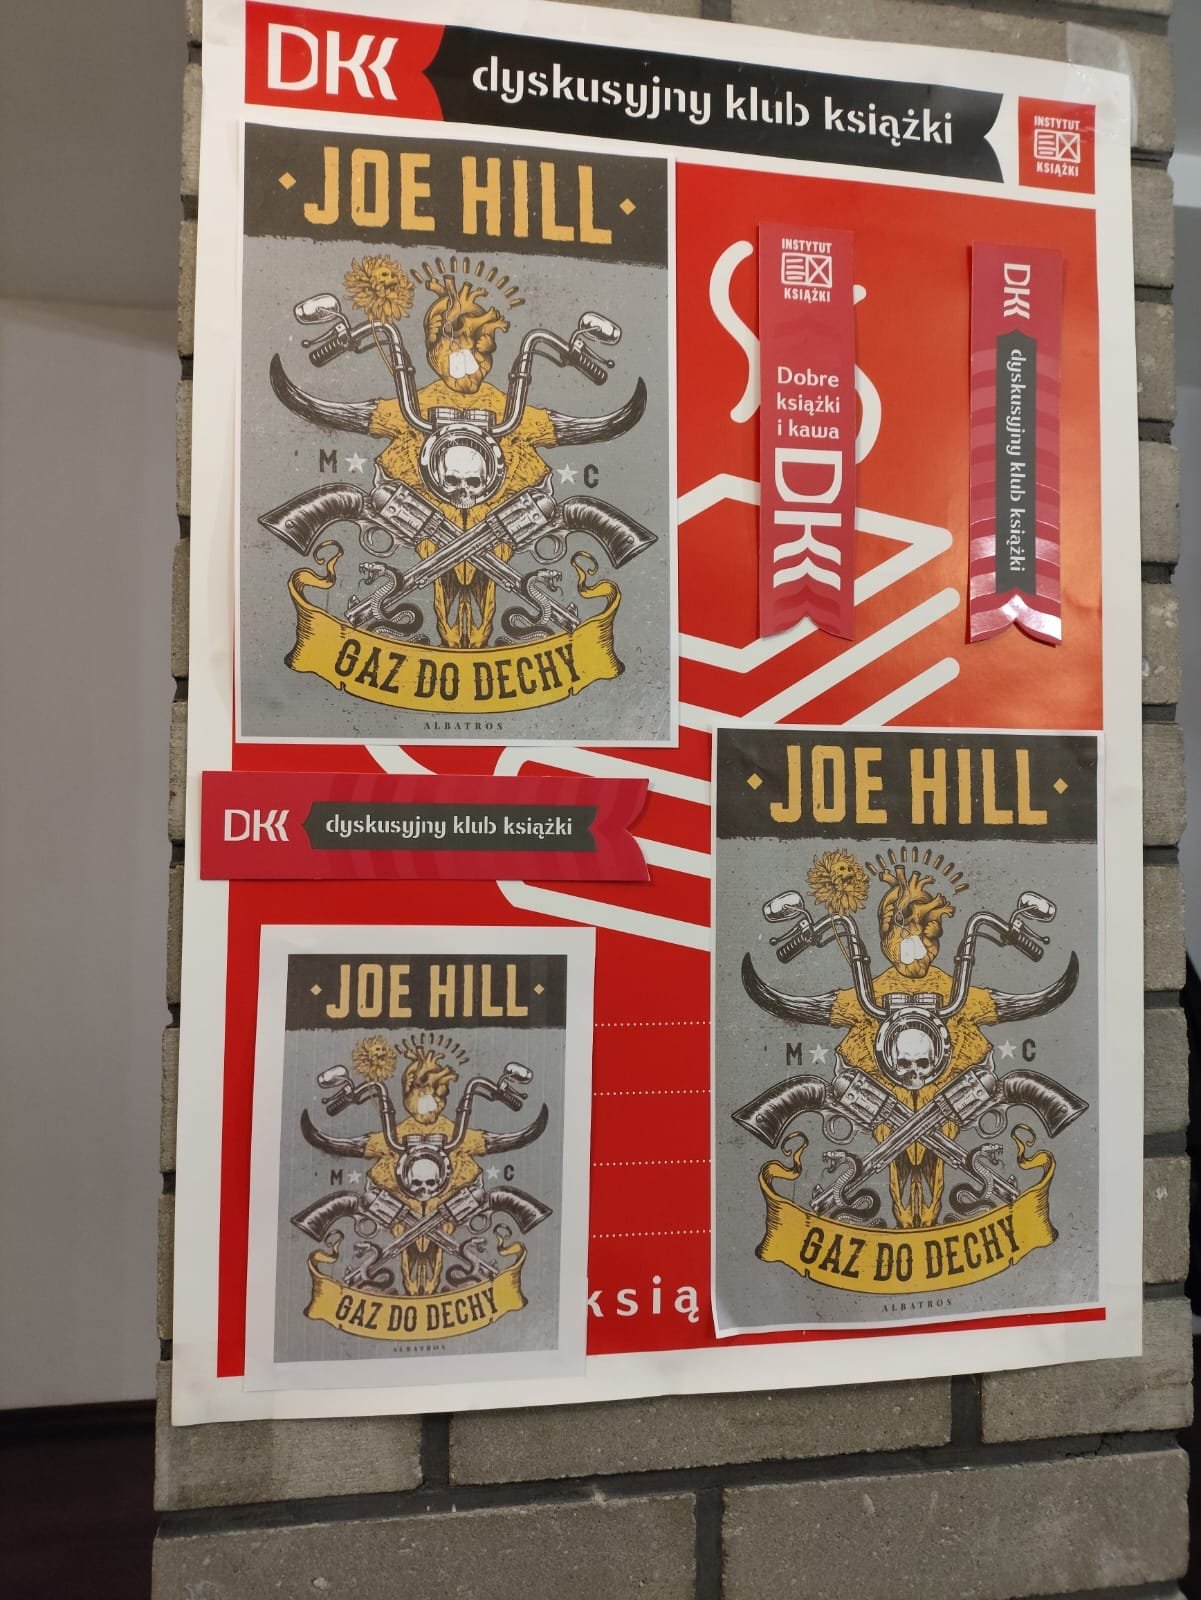 DKK
dyskusyjny klub książki
INSTYTUT
KSIĄŻKI
JOE HILL
M C
GAZ DO DECHY
ALBATROS
INSTYTUT
KSIĄŻKI
Dobre
książki
i kawa
DKK
DKK
dyskusyjny klub książki
DKK
dyskusyjny klub książki
JOE HILL
M C
GAZ DO DECHY
ALBATROS
JOE HILL
M C
GAZ DO DECHY
ALBATROS
ksią